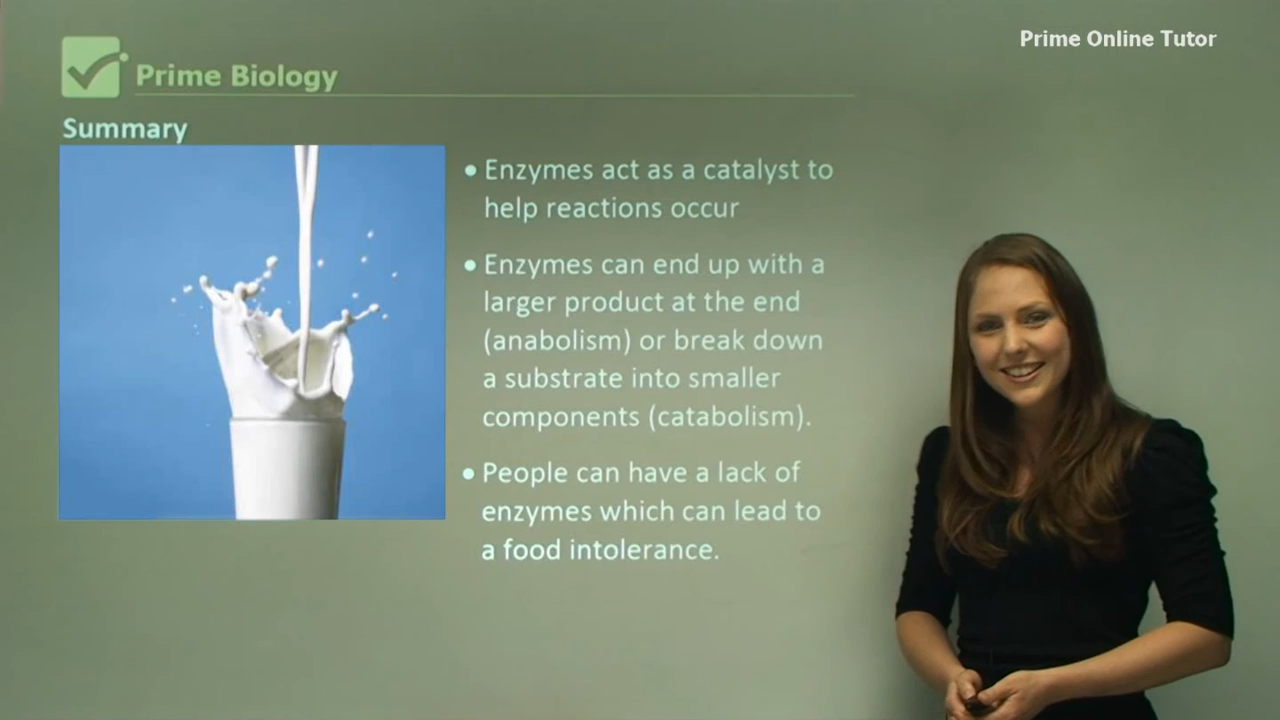 Prime Online Tutor
Prime Biology
Summary
• Enzymes act as a catalyst to
help reactions occur
• Enzymes can end up with a
larger product at the end
(anabolism) or break down
a substrate into smaller
components (catabolism).
• People can have a lack of
enzymes which can lead to
a food intolerance.